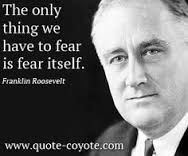 The only
thing we
have to fear
is fear itself.
Franklin Roosevelt
www.quote-coyote.com